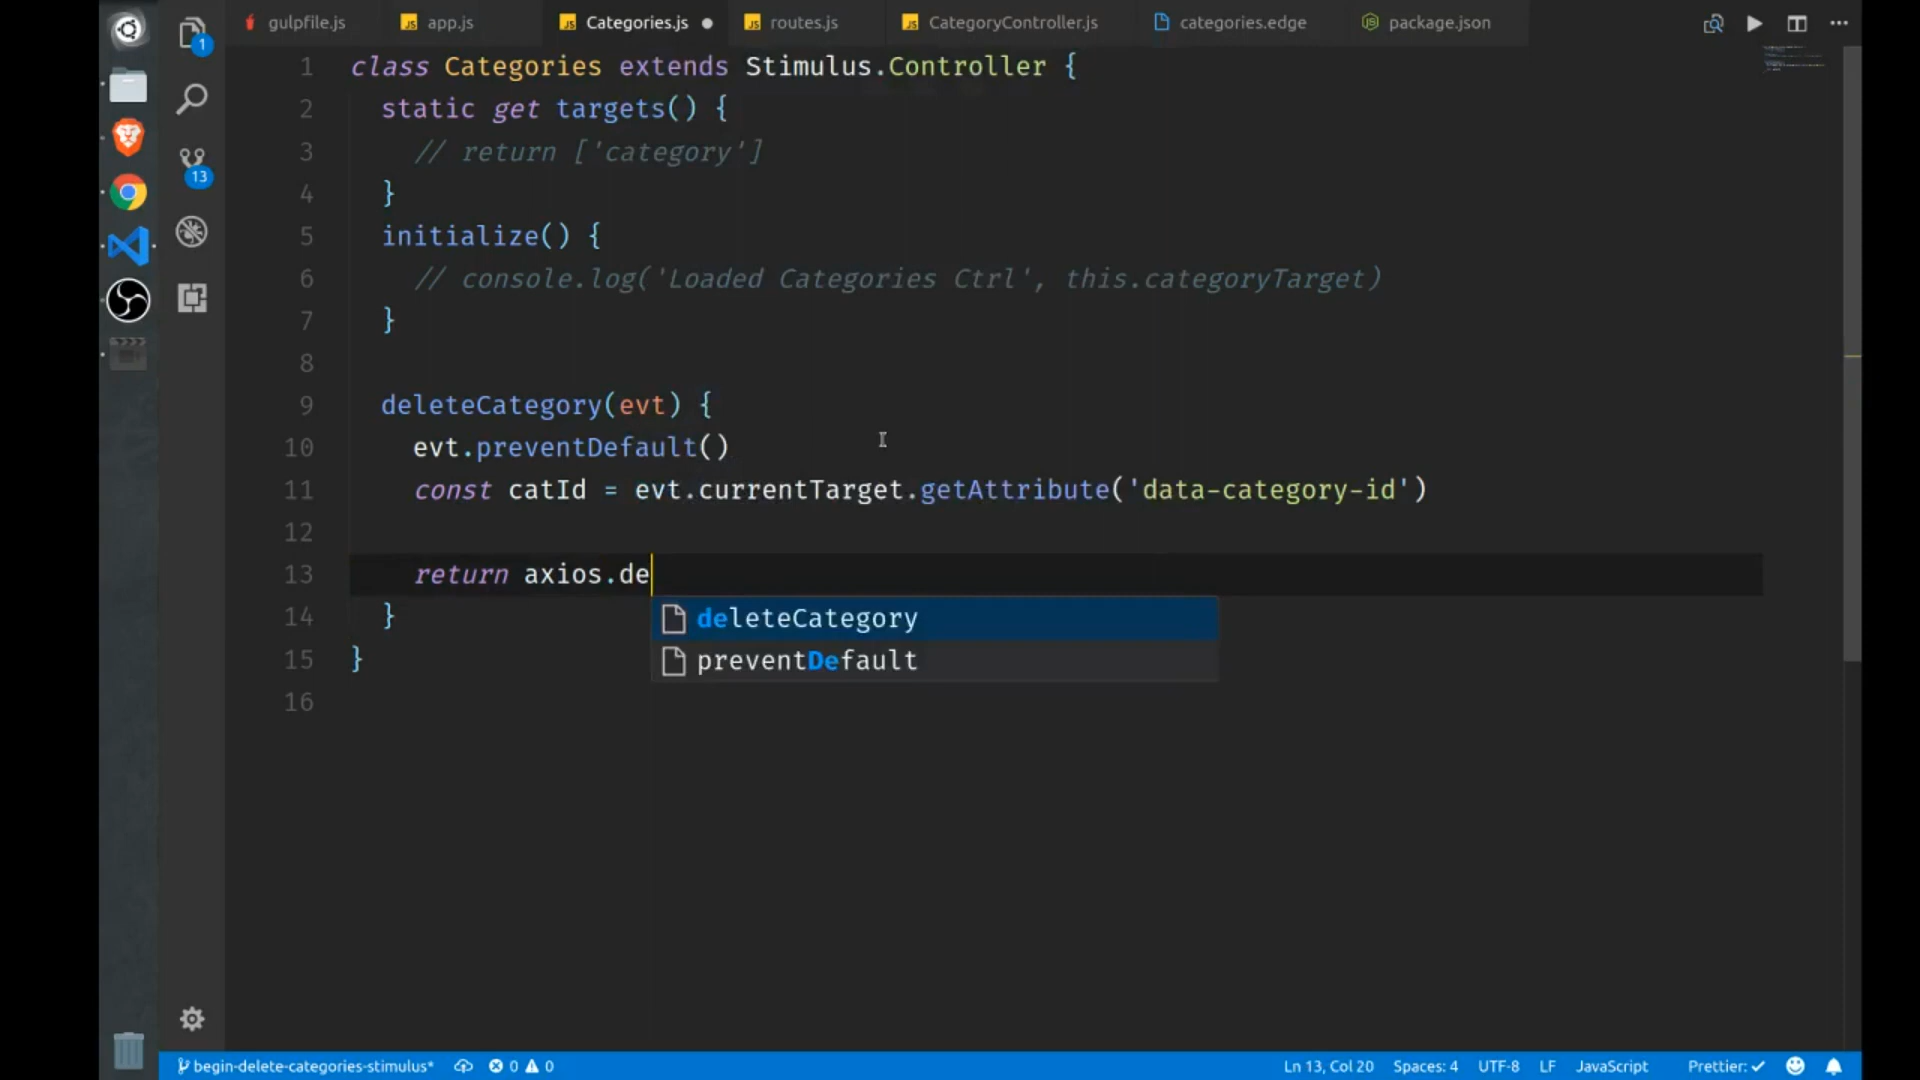 gulpfile.js app.js Categories.js routes.js CategoryController.js categories.edge package.json
1
13
1 class Categories extends Stimulus.Controller {
2 static get targets() {
3 // return ['category']
4 }
5 initialize() {
6 // console.log('Loaded Categories Ctrl', this.categoryTarget)
7 }
8
9 deleteCategory(evt) {
10 evt.preventDefault()
11 const catId = evt.currentTarget.getAttribute('data-category-id')
12
13 return axios.de
deleteCategory
preventDefault
14 }
15 }
16
begin-delete-categories-stimulus* 0 0 Ln 13, Col 20 Spaces: 4 UTF-8 LF JavaScript Prettier: ✓